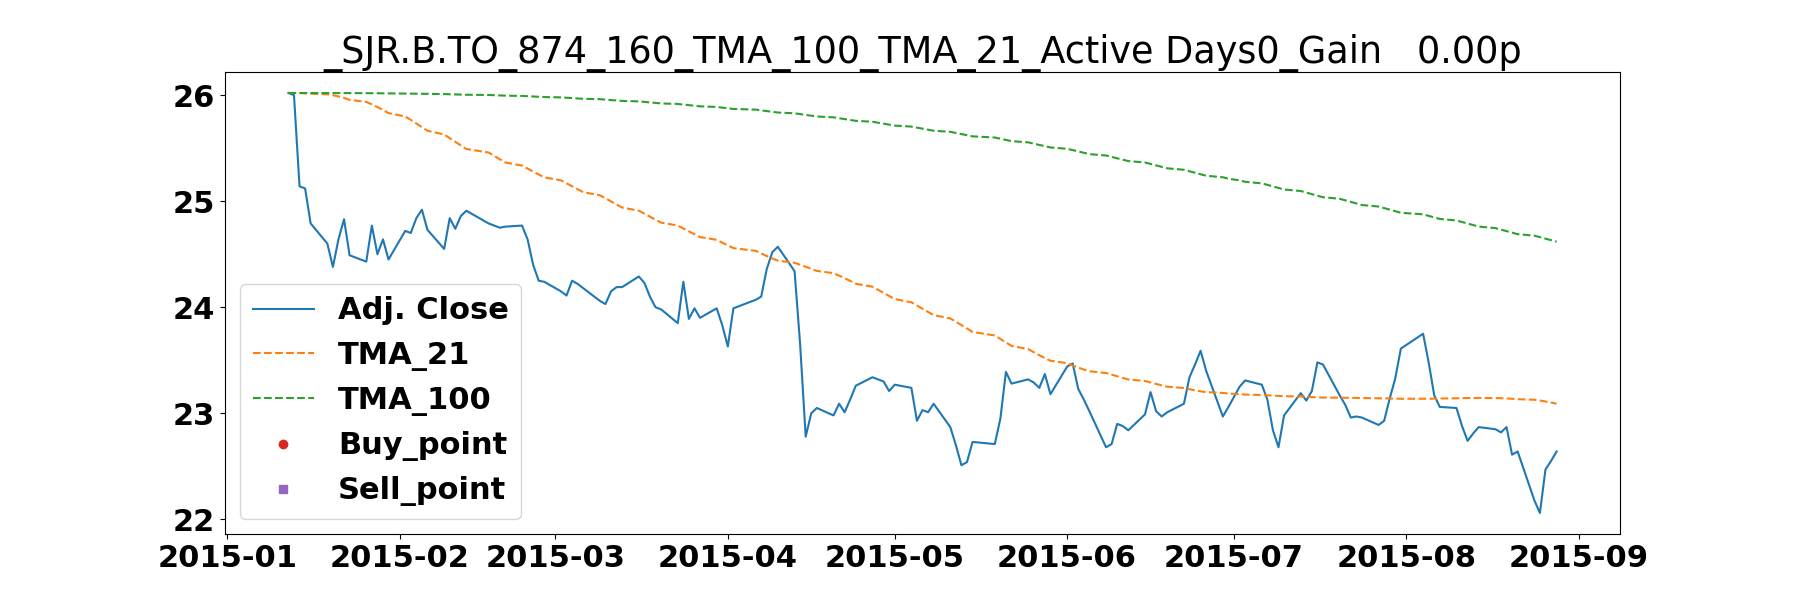 _SJR.B.TO_874_160_TMA_100_TMA_21_Active Days0_Gain   0.00p
26
25
24
23
22
Adj. Close
TMA_21
TMA_100
Buy_point
Sell_point
2015-01 2015-02 2015-03 2015-04 2015-05 2015-06 2015-07 2015-08 2015-09